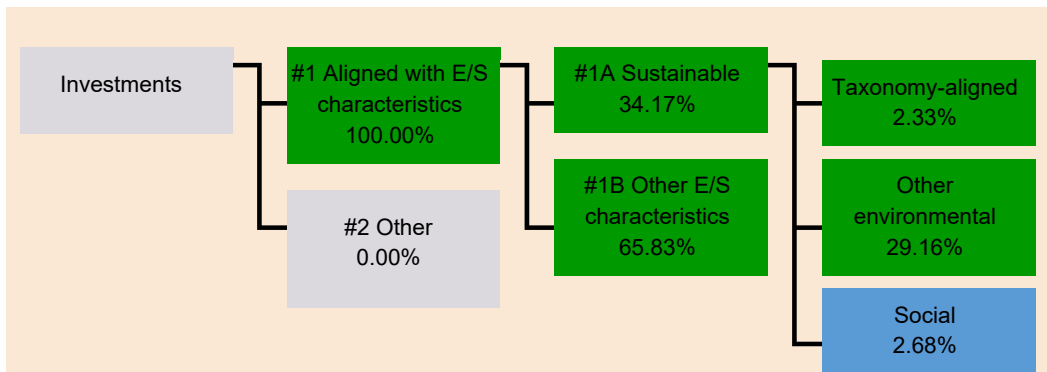 Investments
#1 Aligned with E/S
characteristics
100.00%
#2 Other
0.00%
#1A Sustainable
34.17%
#1B Other E/S
characteristics
65.83%
Taxonomy-aligned
2.33%
Other
environmental
29.16%
Social
2.68%